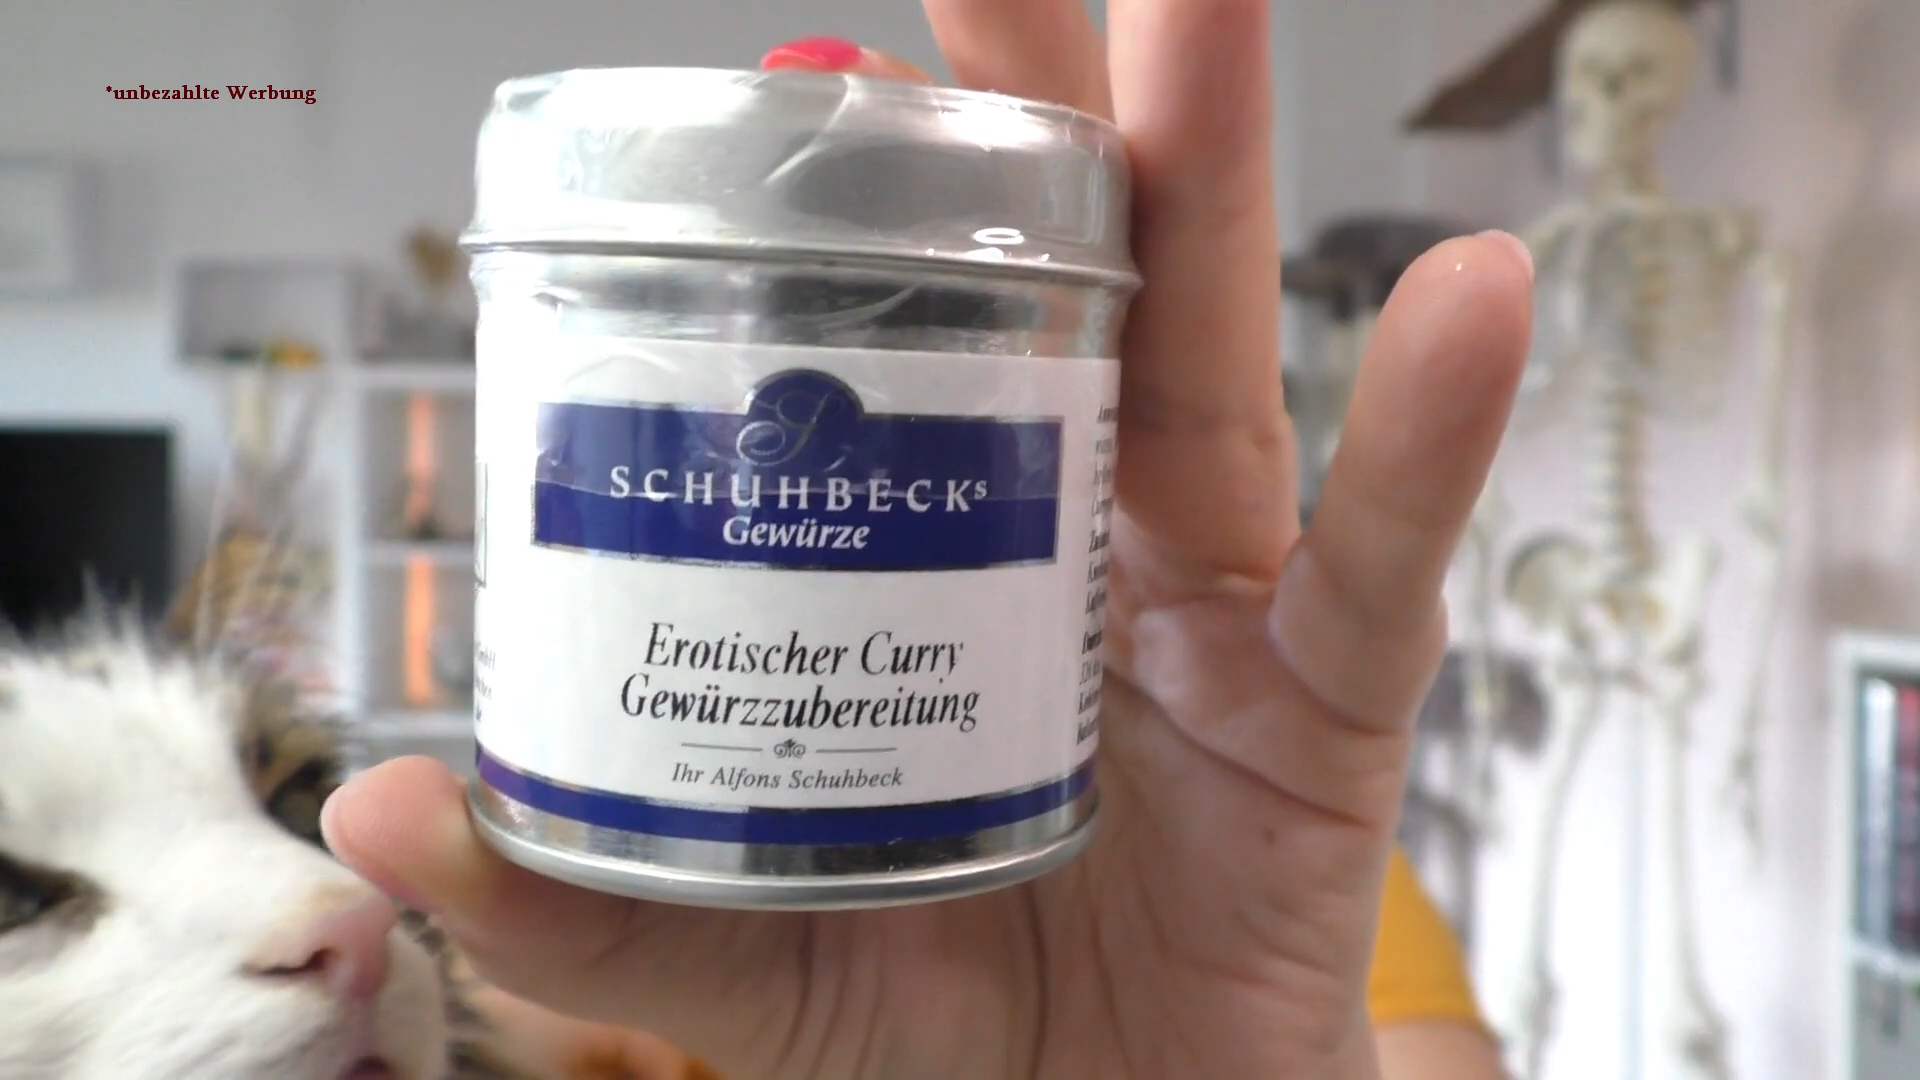 *unbezahlte Werbung
SCHUHBECKs
Gewürze
Erotischer Curry
Gewürzzubereitung
Ihr Alfons Schuhbeck